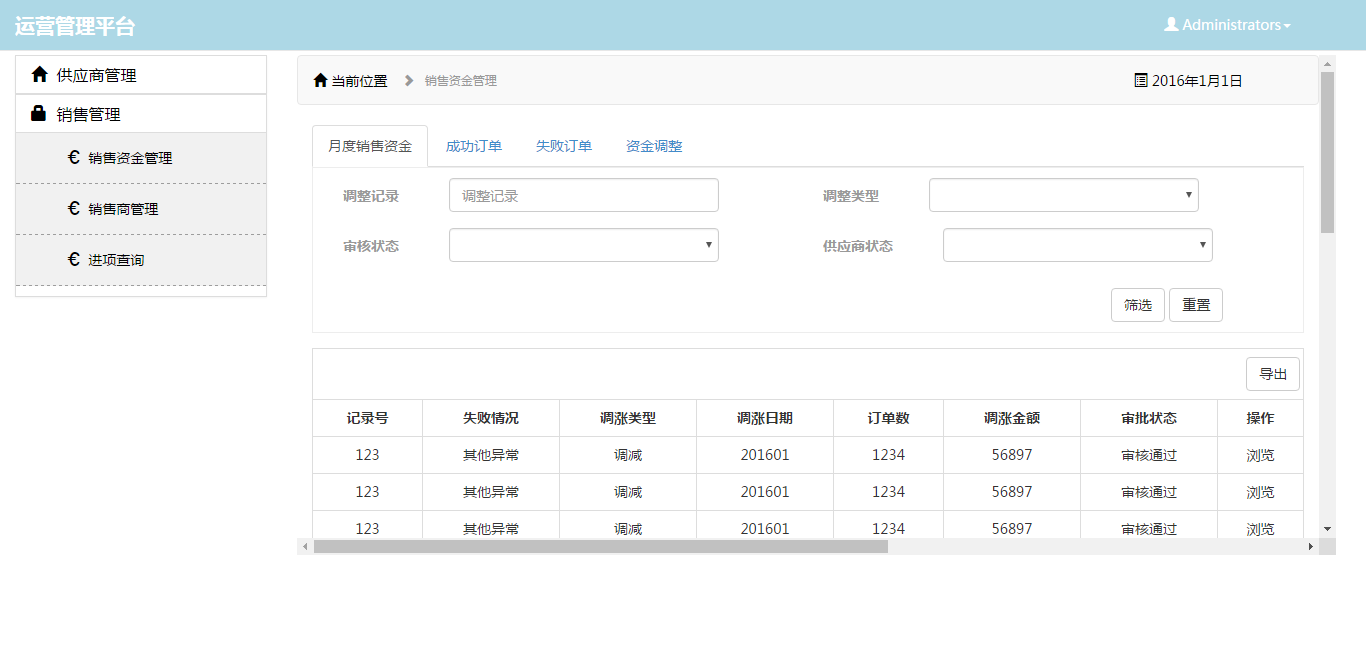 运营管理平台
Administrators
供应商管理
销售管理
€ 销售资金管理
€ 销售商管理
€ 进项查询
当前位置 销售资金管理 2016年1月1日
月度销售资金 成功订单 失败订单 资金调整
调整记录 调整记录 调整类型
审核状态 供应商状态
筛选 重置
导出
记录号 失败情况 调涨类型 调涨日期 订单数 调涨金额 审批状态 操作
123 其他异常 调减 201601 1234 56897 审核通过 浏览
123 其他异常 调减 201601 1234 56897 审核通过 浏览
123 其他异常 调减 201601 1234 56897 审核通过 浏览